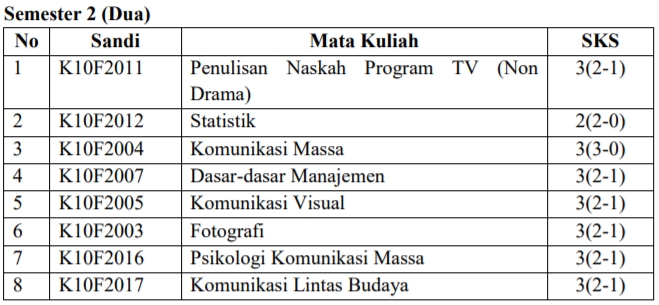 Semester 2 (Dua)
No Sandi Mata Kuliah SKS
1 K10F2011 Penulisan Naskah Program TV (Non 3(2-1)
Drama)
2 K10F2012 Statistik 2(2-0)
3 K10F2004 Komunikasi Massa 3(3-0)
4 K10F2007 Dasar-dasar Manajemen 3(2-1)
5 K10F2005 Komunikasi Visual 3(2-1)
6 K10F2003 Fotografi 3(2-1)
7 K10F2016 Psikologi Komunikasi Massa 3(2-1)
8 K10F2017 Komunikasi Lintas Budaya 3(2-1)